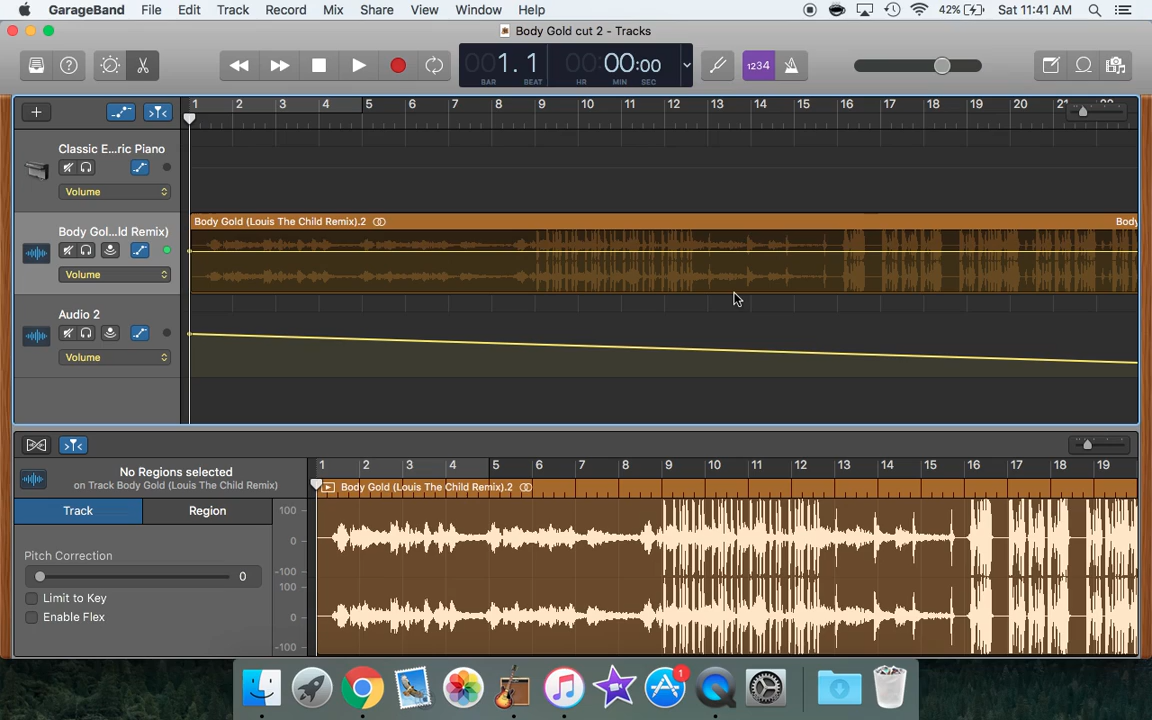 GarageBand File Edit Track Record Mix Share View Window Help 42% Sat 11:41 AM
Body Gold cut 2 - Tracks
001. 1. 1 00:00:00 1234
BAR BEAT HR MIN SEC
1 2 3 4 5 6 7 8 9 10 11 12 13 14 15 16 17 18 19 20 21
Classic E...ric Piano
Volume
Body Gold (Louis The Child Remix).2 Body
Body Gol...ld Remix)
Volume
Audio 2
Volume
1 2 3 4 5 6 7 8 9 10 11 12 13 14 15 16 17 18 19
No Regions selected
on Track Body Gold (Louis The Child Remix)
Body Gold (Louis The Child Remix).2
Track Region
100
0
-100
100
0
-100
Pitch Correction
0
Limit to Key
Enable Flex
1